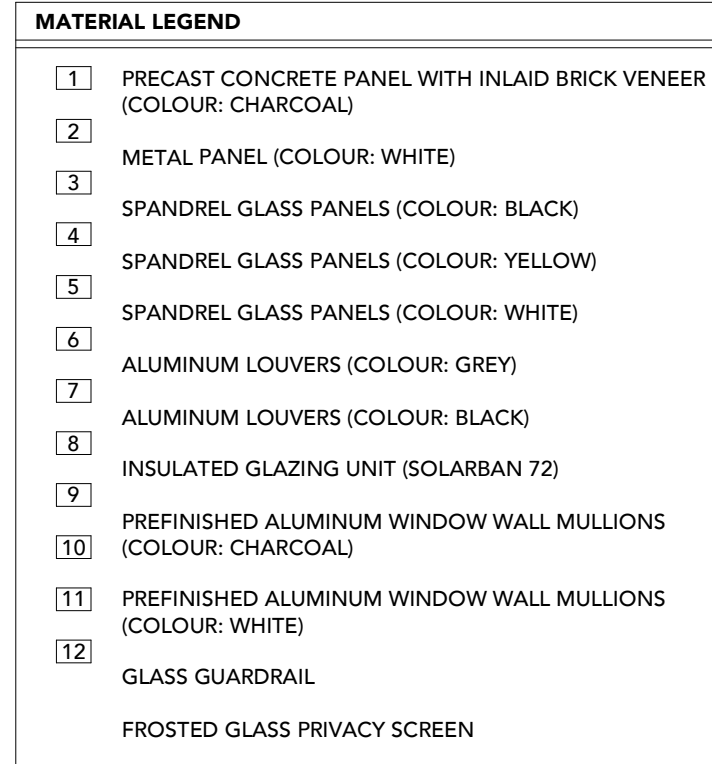 MATERIAL LEGEND
1 PRECAST CONCRETE PANEL WITH INLAID BRICK VENEER
(COLOUR: CHARCOAL)
2
METAL PANEL (COLOUR: WHITE)
3
SPANDREL GLASS PANELS (COLOUR: BLACK)
4
SPANDREL GLASS PANELS (COLOUR: YELLOW)
5
SPANDREL GLASS PANELS (COLOUR: WHITE)
6
ALUMINUM LOUVERS (COLOUR: GREY)
7
ALUMINUM LOUVERS (COLOUR: BLACK)
8
INSULATED GLAZING UNIT (SOLARBAN 72)
9
PREFINISHED ALUMINUM WINDOW WALL MULLIONS
10 (COLOUR: CHARCOAL)
11 PREFINISHED ALUMINUM WINDOW WALL MULLIONS
(COLOUR: WHITE)
12
GLASS GUARDRAIL
FROSTED GLASS PRIVACY SCREEN